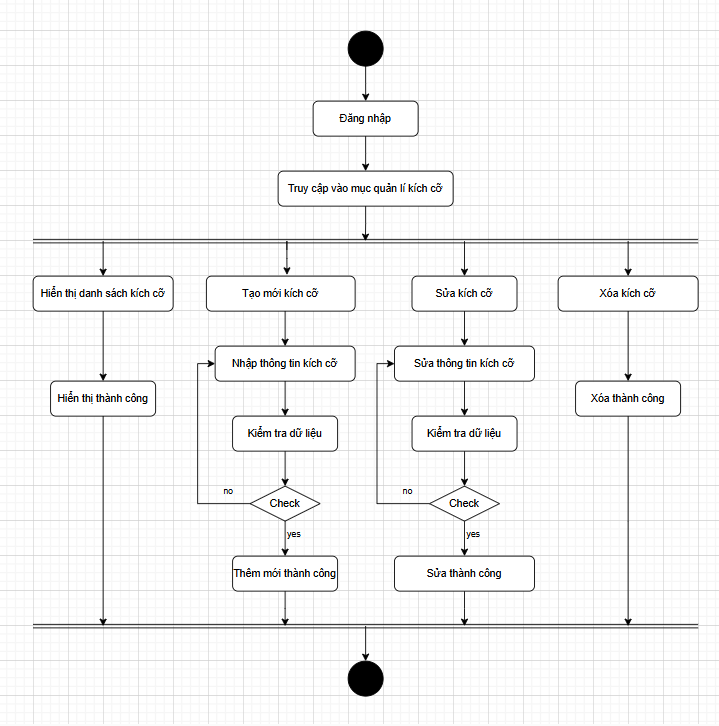 Đăng nhập
Truy cập vào mục quản lí kích cỡ
Hiển thị danh sách kích cỡ
Tạo mới kích cỡ
Sửa kích cỡ
Xóa kích cỡ
Nhập thông tin kích cỡ
Sửa thông tin kích cỡ
Hiển thị thành công
Xóa thành công
Kiểm tra dữ liệu
Kiểm tra dữ liệu
no
Check
no
Check
yes
yes
Thêm mới thành công
Sửa thành công